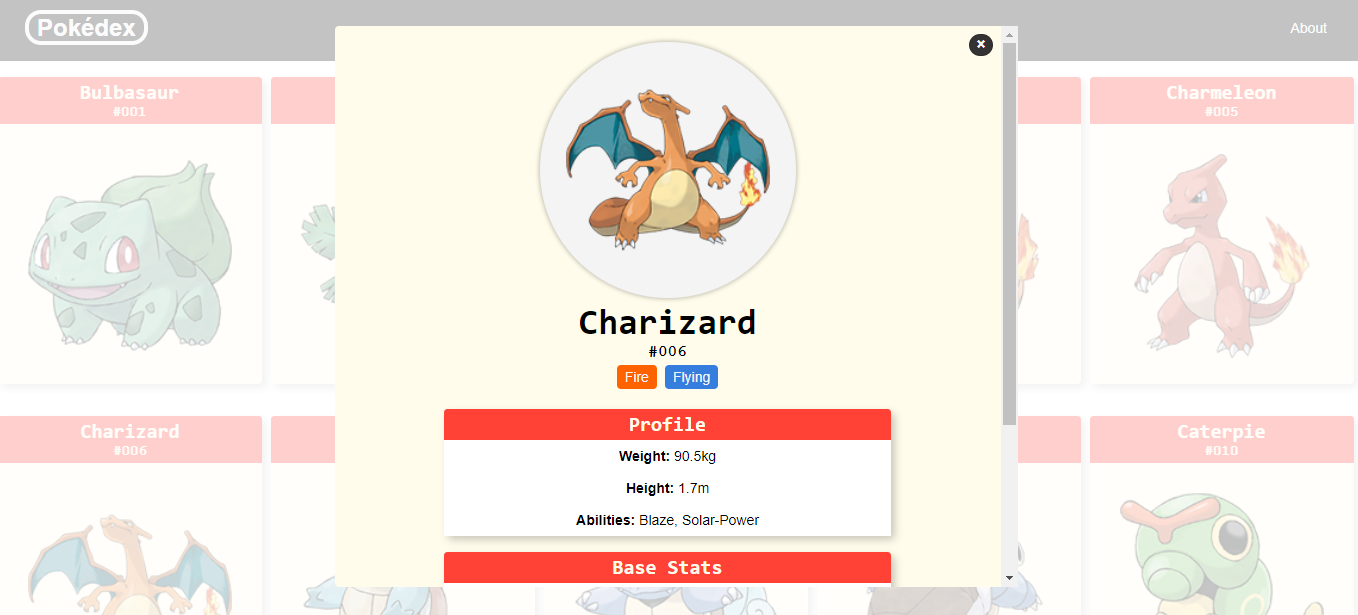 Pokédex
About
Bulbasaur
#001
Charmeleon
#005
Charizard
#006
Fire Flying
Profile
Weight: 90.5kg
Height: 1.7m
Abilities: Blaze, Solar-Power
Base Stats
Charizard
#006
Caterpie
#010